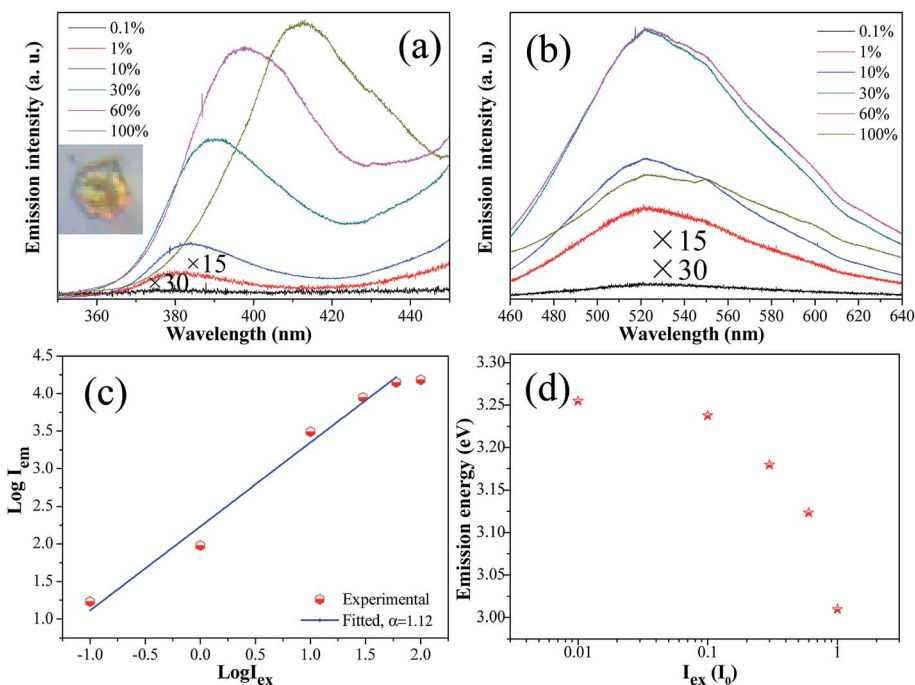 0.1%
1%
10%
30%
60%
100%
(a)
×15
×30
Emission intensity (a. u.)
360 380 400 420 440
Wavelength (nm)
0.1%
1%
10%
30%
60%
100%
(b)
×15
×30
Emission intensity (a. u.)
460 480 500 520 540 560 580 600 620 640
Wavelength (nm)
(c)
4.5
4.0
3.5
3.0
2.5
2.0
1.5
1.0
Log I_em
Experimental
Fitted, α=1.12
-1.0 -0.5 0.0 0.5 1.0 1.5 2.0
LogI_ex
(d)
3.30
3.25
3.20
3.15
3.10
3.05
3.00
Emission energy (eV)
0.01 0.1 1
I_ex (I_0)